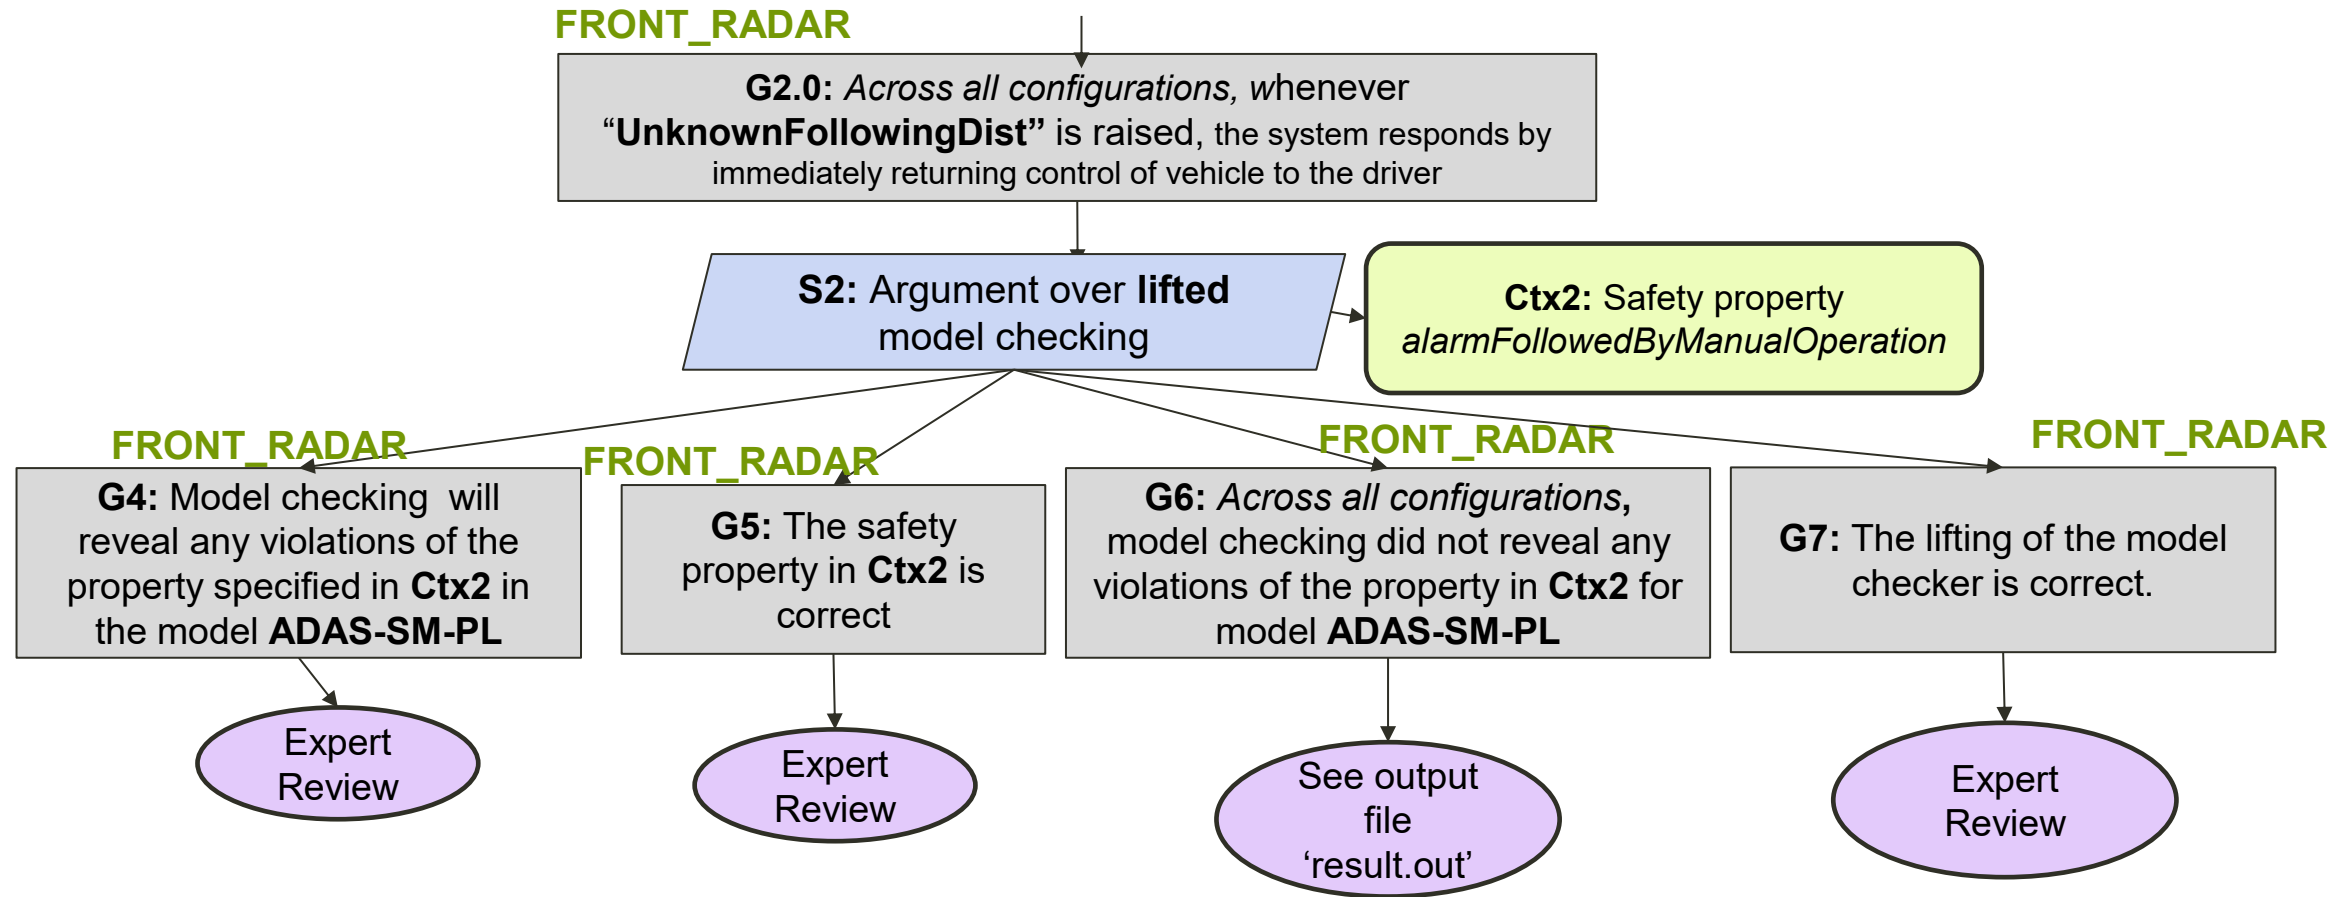 FRONT_RADAR
G2.0: Across all configurations, whenever
“UnknownFollowingDist” is raised, the system responds by
immediately returning control of vehicle to the driver
S2: Argument over lifted
model checking
Ctx2: Safety property
alarmFollowedByManualOperation
FRONT_RADAR
G4: Model checking will
reveal any violations of the
property specified in Ctx2 in
the model ADAS-SM-PL
FRONT_RADAR
G5: The safety
property in Ctx2 is
correct
FRONT_RADAR
G6: Across all configurations,
model checking did not reveal any
violations of the property in Ctx2 for
model ADAS-SM-PL
FRONT_RADAR
G7: The lifting of the model
checker is correct.
Expert
Review
Expert
Review
See output
file
‘result.out’
Expert
Review